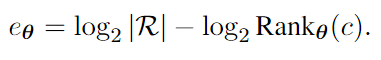 e_θ = log₂ |ℛ| − log₂ Rank_θ(c).